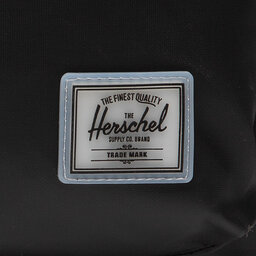 THE FINEST QUALITY
THE
Herschel
SUPPLY CO. BRAND
TRADE MARK